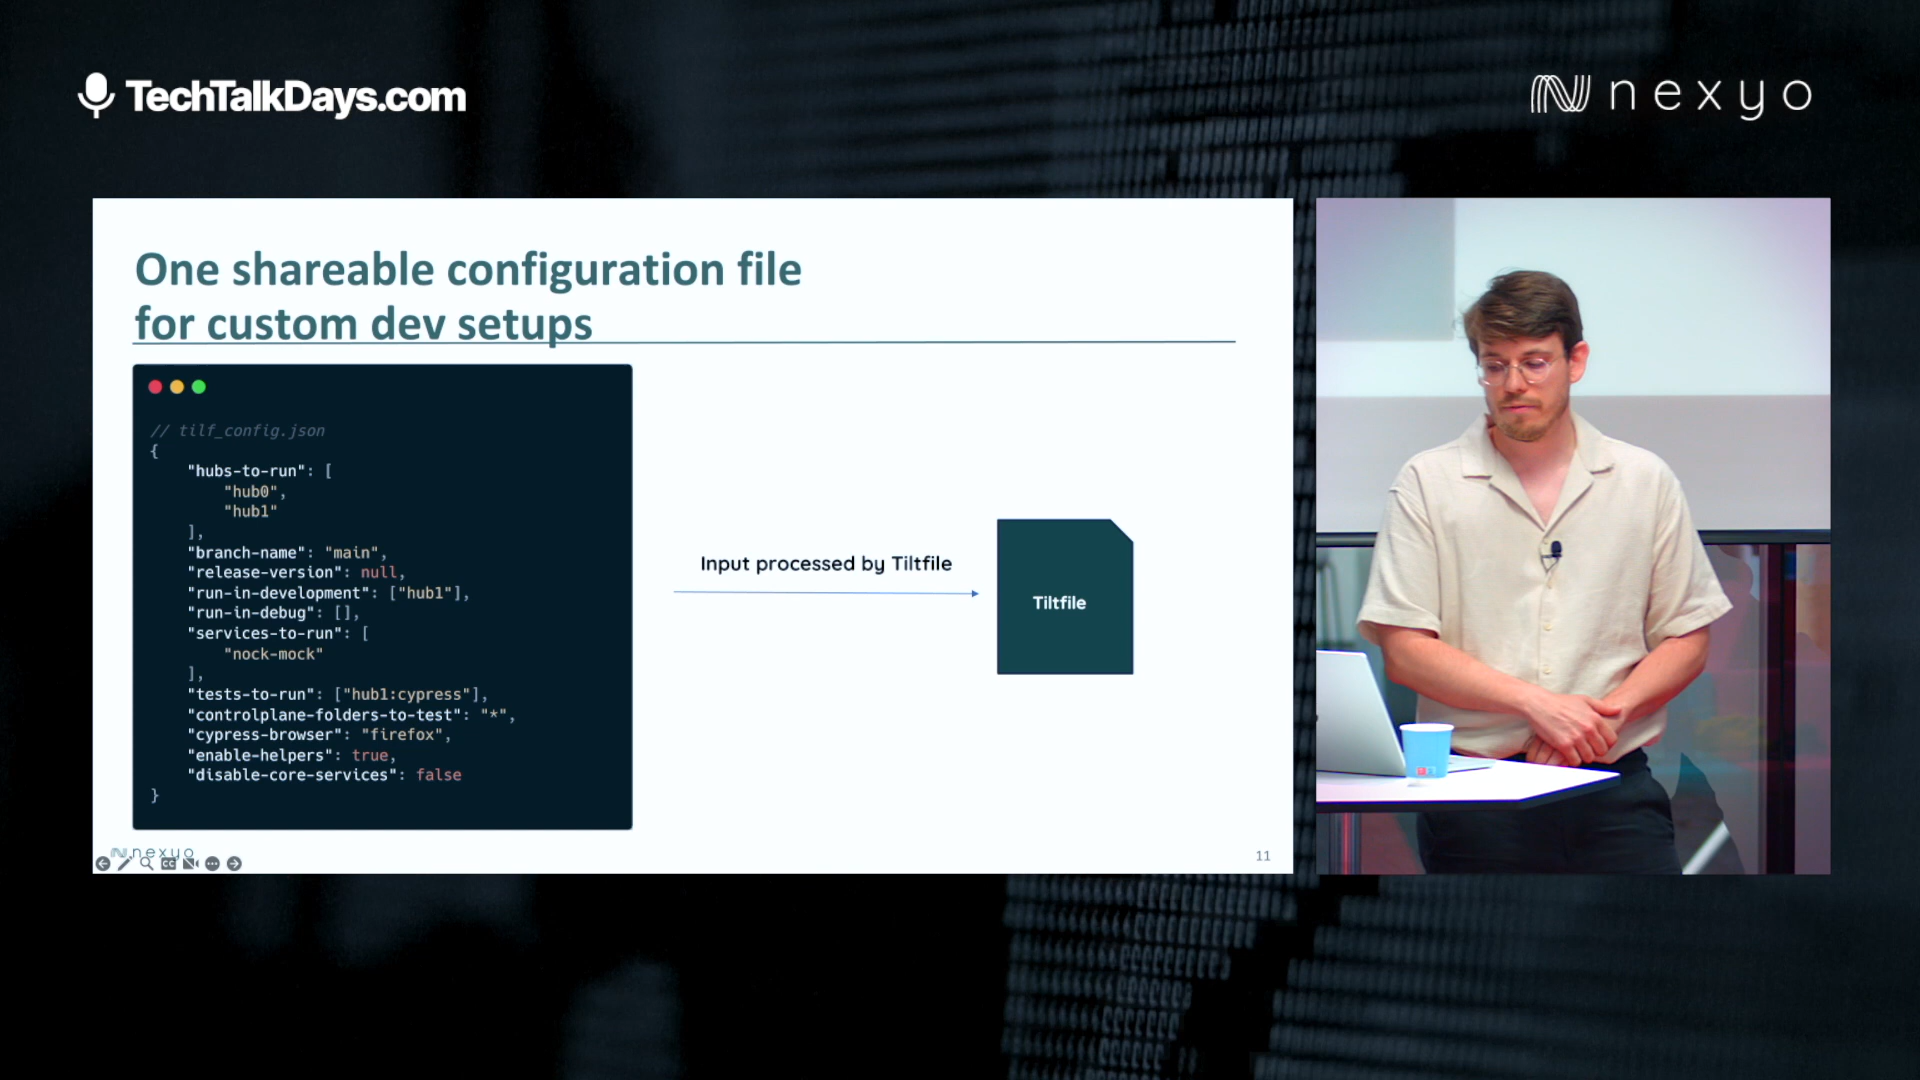 TechTalkDays.com
nexyo
One shareable configuration file
for custom dev setups
// tilf_config.json
{
"hubs-to-run": [
"hub0",
"hub1"
],
"branch-name": "main",
"release-version": null,
"run-in-development": ["hub1"],
"run-in-debug": [],
"services-to-run": [
"nock-mock"
],
"tests-to-run": ["hub1:cypress"],
"controlplane-folders-to-test": "*",
"cypress-browser": "firefox",
"enable-helpers": true,
"disable-core-services": false
}
Input processed by Tiltfile
Tiltfile
nexyo
CC
11